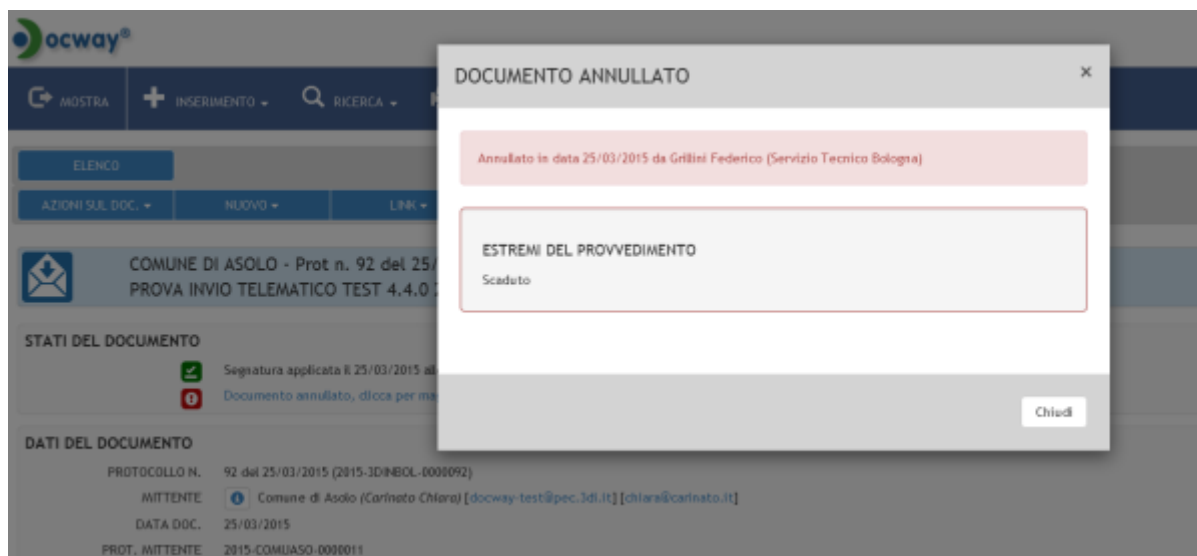 Docway®
MOSTRA
INSERIMENTO
RICERCA
DOCUMENTO ANNULLATO
×
Annullato in data 25/03/2015 da Grillini Federico (Servizio Tecnico Bologna)
ESTREMI DEL PROVVEDIMENTO
Scaduto
Chiudi
ELENCO
AZIONI SUL DOC.
NUOVO
LINK
COMUNE DI ASOLO - Prot n. 92 del 25/
PROVA INVIO TELEMATICO TEST 4.4.0
STATI DEL DOCUMENTO
Segnatura applicata il 25/03/2015
Documento annullato, clicca per
DATI DEL DOCUMENTO
PROTOCOLLO N. 92 del 25/03/2015 (2015-3DINBOL-0000092)
MITTENTE Comune di Asolo (Carinato Chiara) [docway-test@pec.3di.it] [chiara@carinato.it]
DATA DOC. 25/03/2015
PROT. MITTENTE 2015-COMUASO-0000011